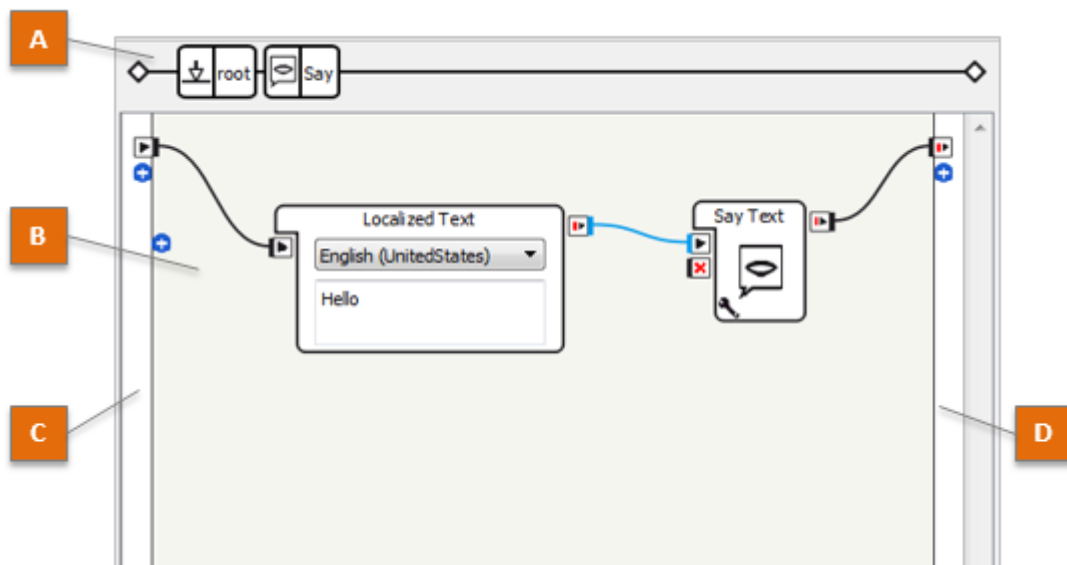 A
root Say
B
Localized Text
Say Text
English (UnitedStates)
Hello
C
D